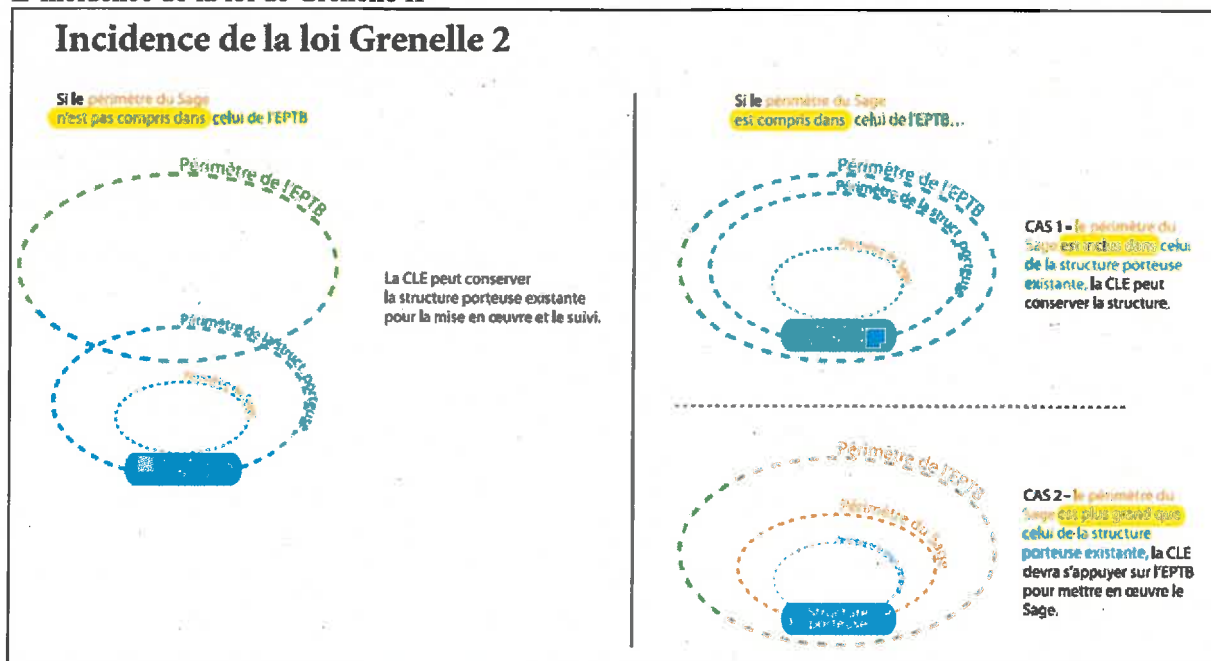 Incidence de la loi Grenelle 2
Si le périmètre du Sage
n'est pas compris dans celui de l'EPTB
Périmètre de l'EPTB
Périmètre de la struct. porteuse
La CLE peut conserver
la structure porteuse existante
pour la mise en œuvre et le suivi.
Si le périmètre du Sage
est compris dans celui de l'EPTB...
Périmètre de l'EPTB
Périmètre de la struct. porteuse
CAS 1 - le périmètre du
Sage est inclus dans celui
de la structure porteuse
existante, la CLE peut
conserver la structure.
Périmètre de l'EPTB
Périmètre du Sage
Structure
porteuse
CAS 2 - le périmètre du
Sage est plus grand que
celui de la structure
porteuse existante, la CLE
devra s'appuyer sur l'EPTB
pour mettre en œuvre le
Sage.